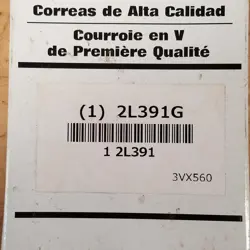 Correas de Alta Calidad
Courroie en V
de Première Qualité
(1) 2L391G
1 2L391
3VX560